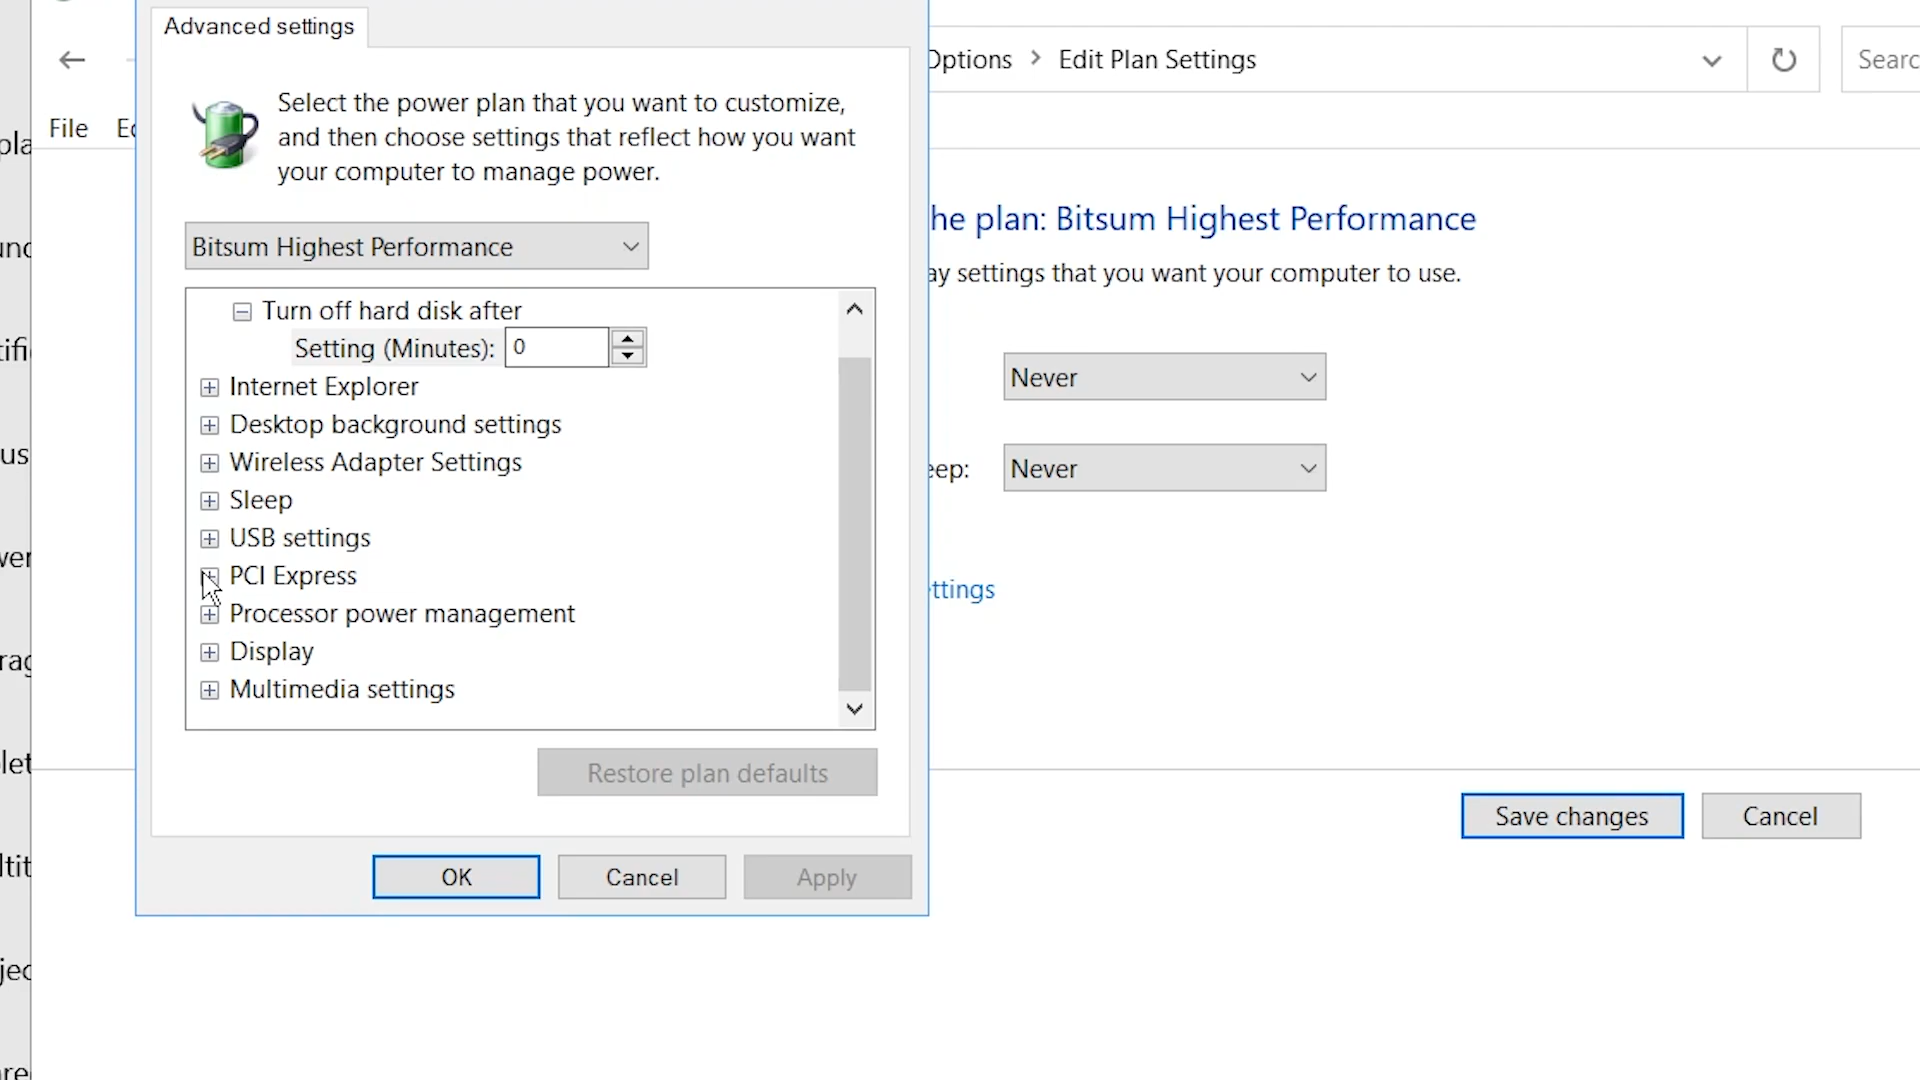 Advanced settings
Options > Edit Plan Settings
Searc
File
Select the power plan that you want to customize,
and then choose settings that reflect how you want
your computer to manage power.
he plan: Bitsum Highest Performance
ay settings that you want your computer to use.
Bitsum Highest Performance
Turn off hard disk after
Setting (Minutes): 0
Internet Explorer
Desktop background settings
Wireless Adapter Settings
Sleep
USB settings
PCI Express
Processor power management
Display
Multimedia settings
Never
eep: Never
ttings
Restore plan defaults
Save changes
Cancel
OK
Cancel
Apply